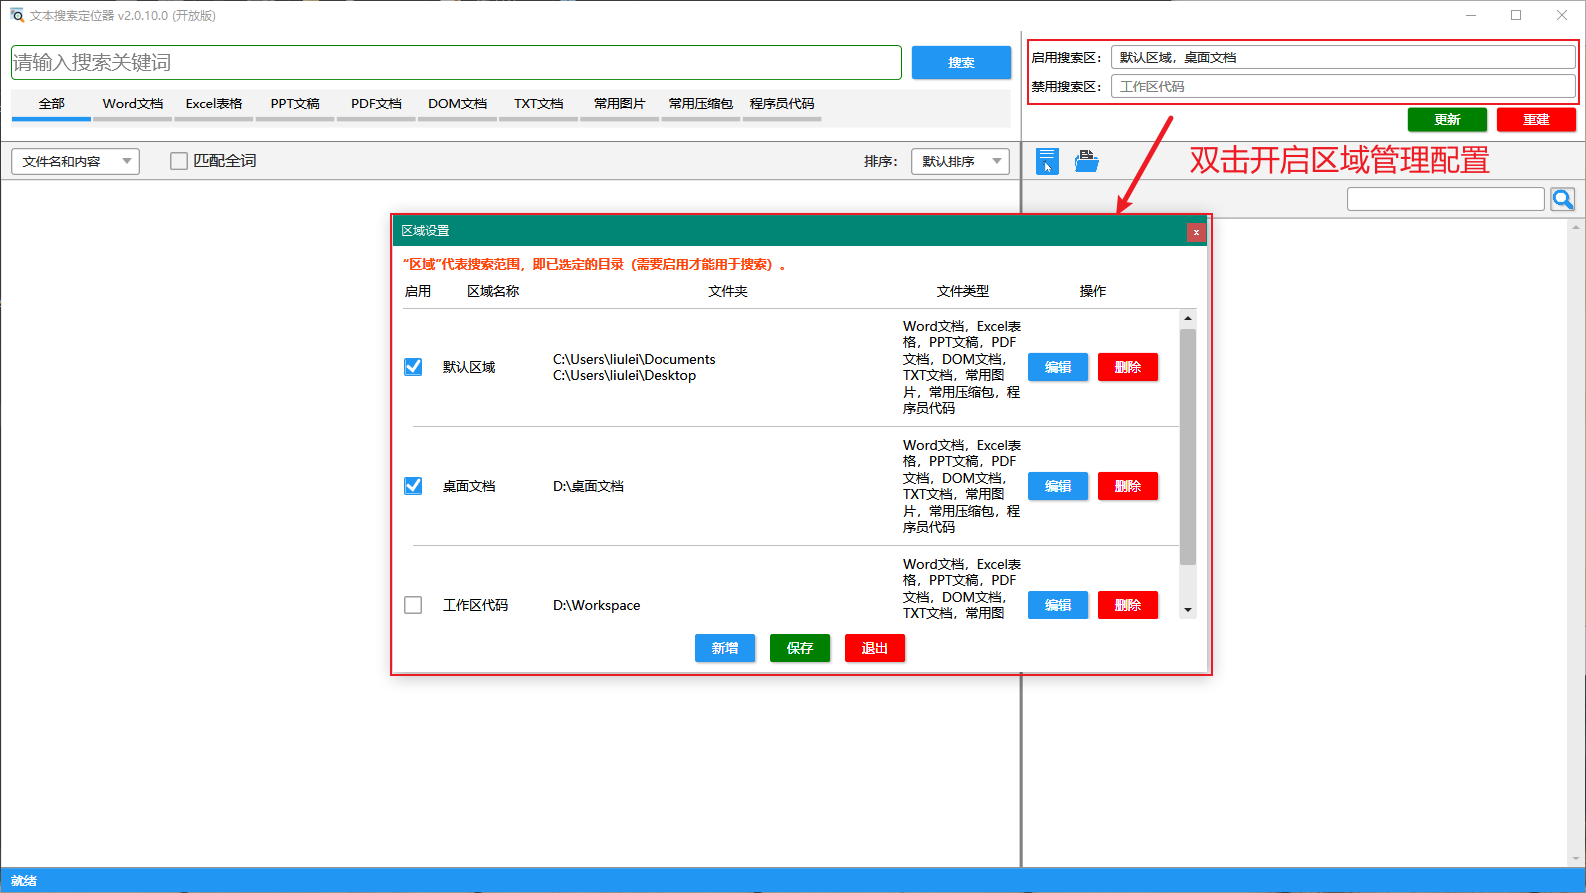 文本搜索定位器 v2.0.10.0 (开放版)
请输入搜索关键词
搜索
启用搜索区：
默认区域，桌面文档
禁用搜索区：
工作区代码
全部
Word文档
Excel表格
PPT文稿
PDF文档
DOM文档
TXT文档
常用图片
常用压缩包
程序员代码
更新
重建
文件名和内容
匹配全词
排序：
默认排序
双击开启区域管理配置
区域设置
x
“区域”代表搜索范围，即已选定的目录（需要启用才能用于搜索）。
启用
区域名称
文件夹
文件类型
操作
默认区域
C:\Users\liulei\Documents
C:\Users\liulei\Desktop
Word文档，Excel表
格，PPT文稿，PDF
文档，DOM文档，
TXT文档，常用图
片，常用压缩包，程
序员代码
编辑
删除
桌面文档
D:\桌面文档
Word文档，Excel表
格，PPT文稿，PDF
文档，DOM文档，
TXT文档，常用图
片，常用压缩包，程
序员代码
编辑
删除
工作区代码
D:\Workspace
Word文档，Excel表
格，PPT文稿，PDF
文档，DOM文档，
TXT文档，常用图
编辑
删除
新增
保存
退出
就绪